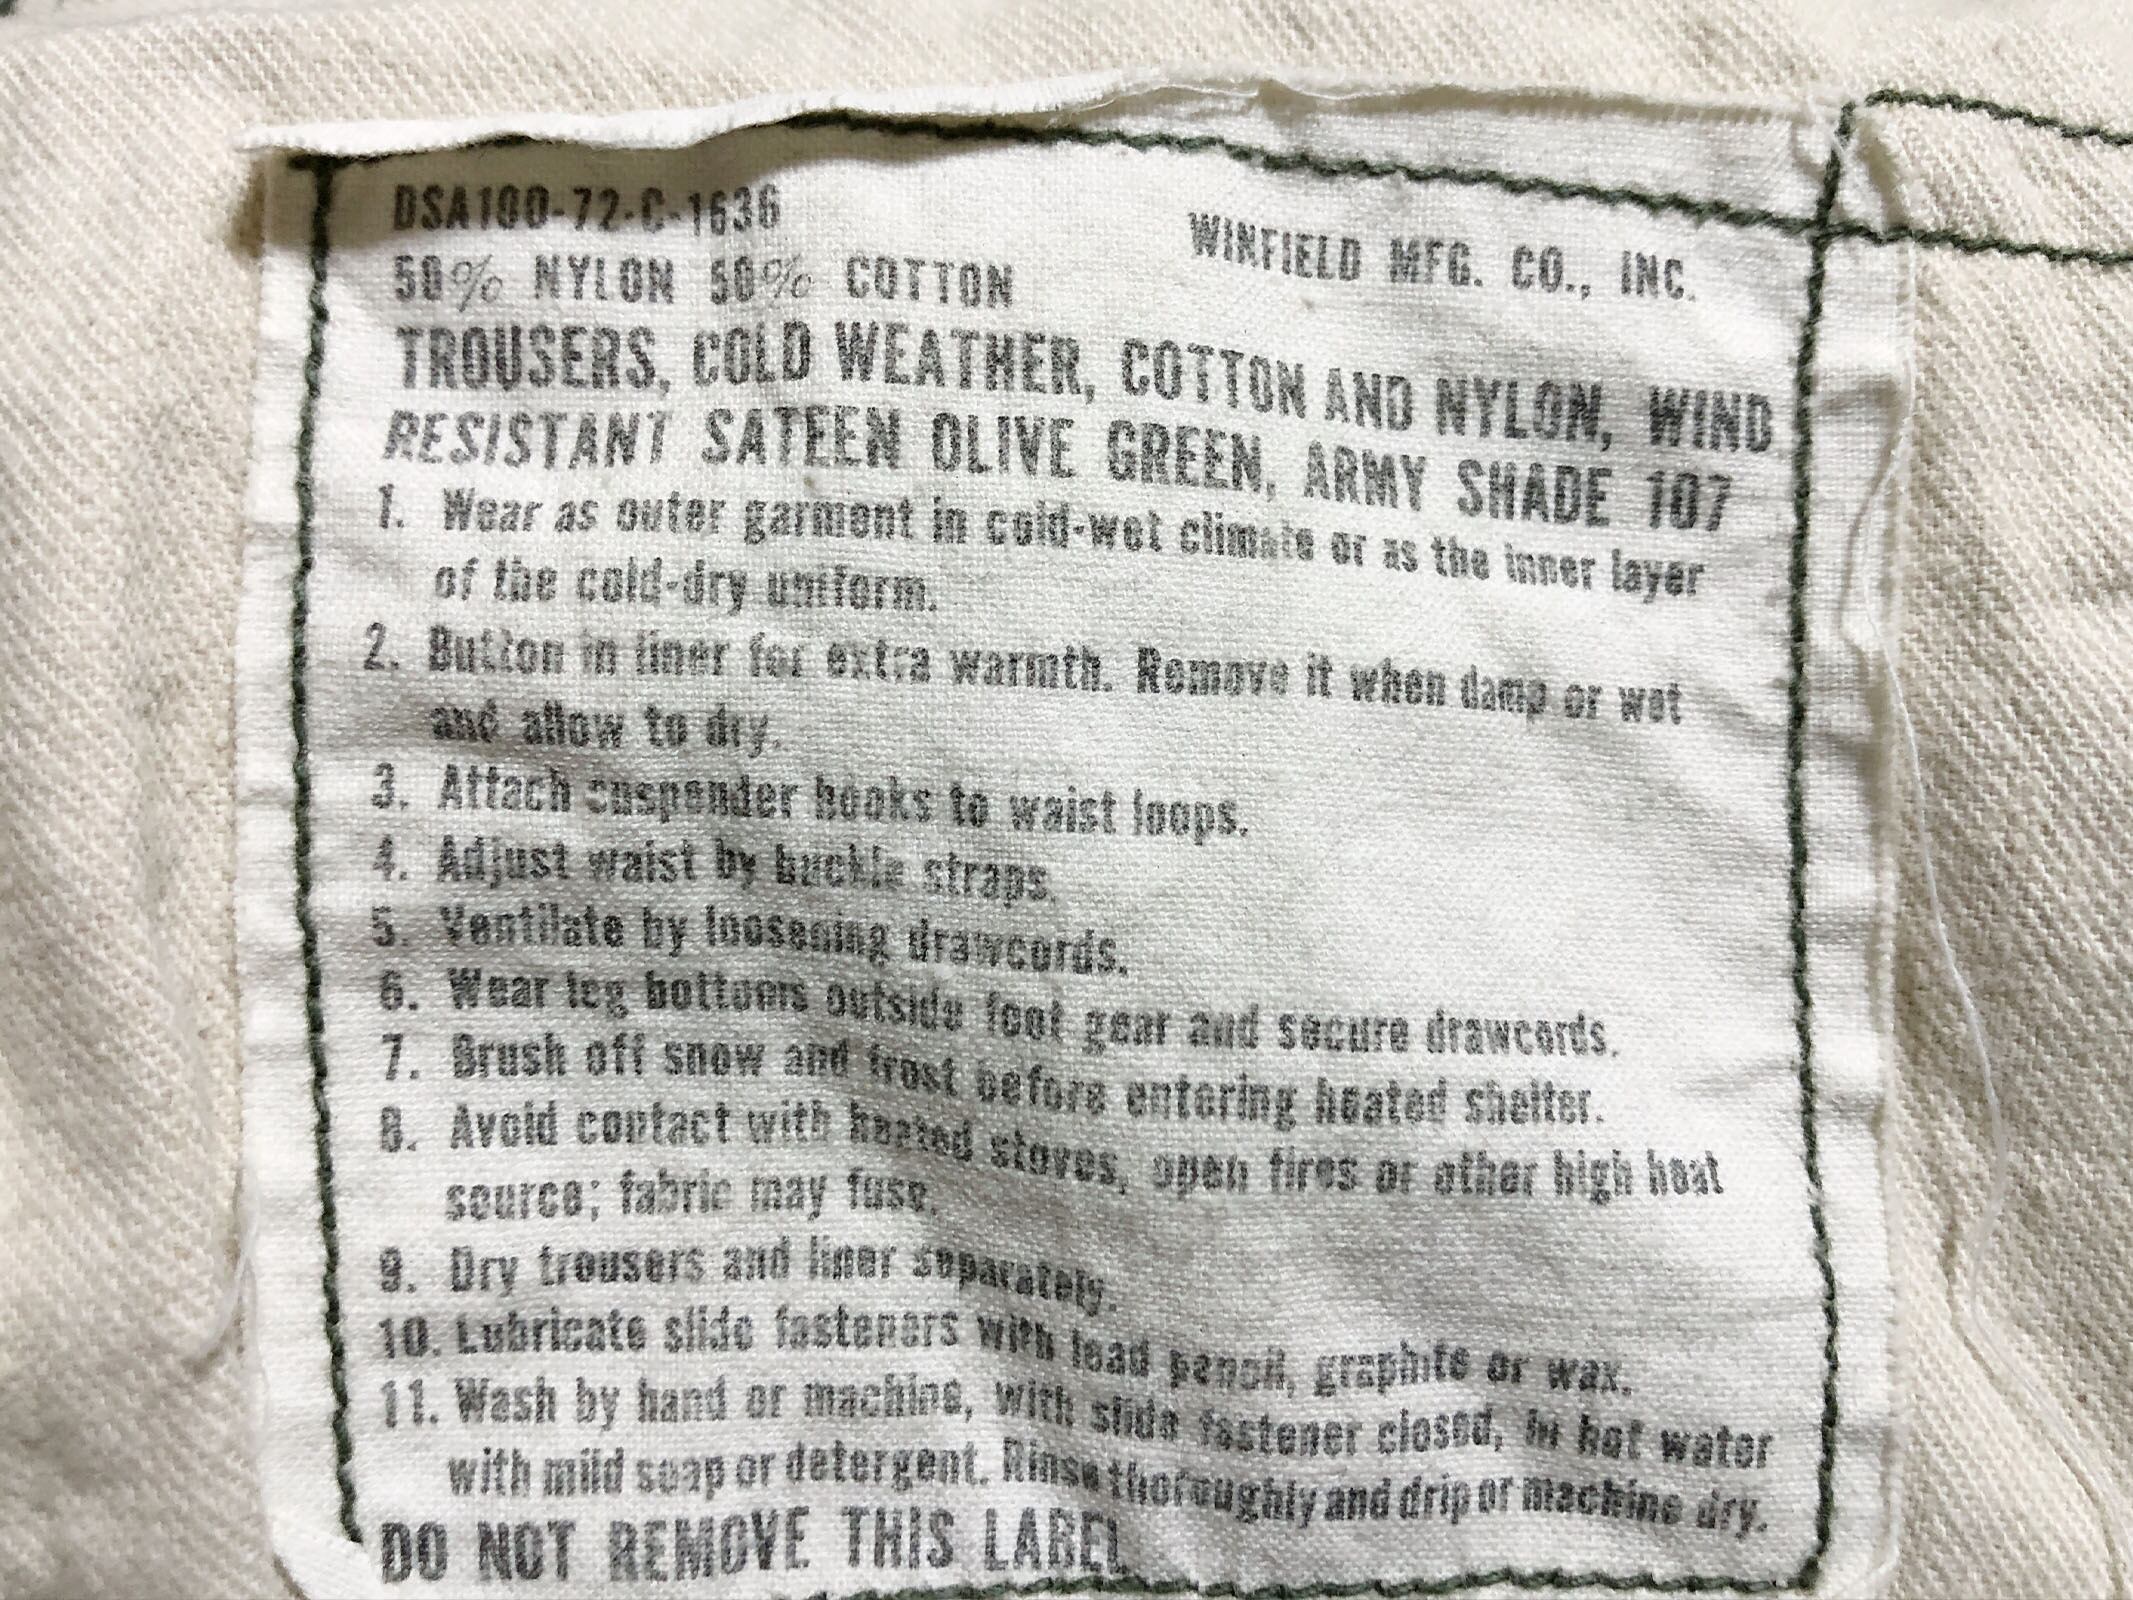 DSA100-72-C-1636
WINFIELD MFG. CO., INC.
50% NYLON 50% COTTON
TROUSERS, COLD WEATHER, COTTON AND NYLON, WIND
RESISTANT SATEEN OLIVE GREEN, ARMY SHADE 107
1. Wear as outer garment in cold-wet climate or as the inner layer
of the cold-dry uniform.
2. Button in liner for extra warmth. Remove it when damp or wet
and allow to dry.
3. Attach suspender hooks to waist loops.
4. Adjust waist by buckle straps.
5. Ventilate by loosening drawcords.
6. Wear leg bottoms outside foot gear and secure drawcords.
7. Brush off snow and frost before entering heated shelter.
8. Avoid contact with heated stoves, open fires or other high heat
source; fabric may fuse.
9. Dry trousers and liner separately.
10. Lubricate slide fasteners with lead pencil, graphite or wax.
11. Wash by hand or machine, with slide fastener closed, in hot water
with mild soap or detergent. Rinse thoroughly and drip or machine dry.
DO NOT REMOVE THIS LABEL